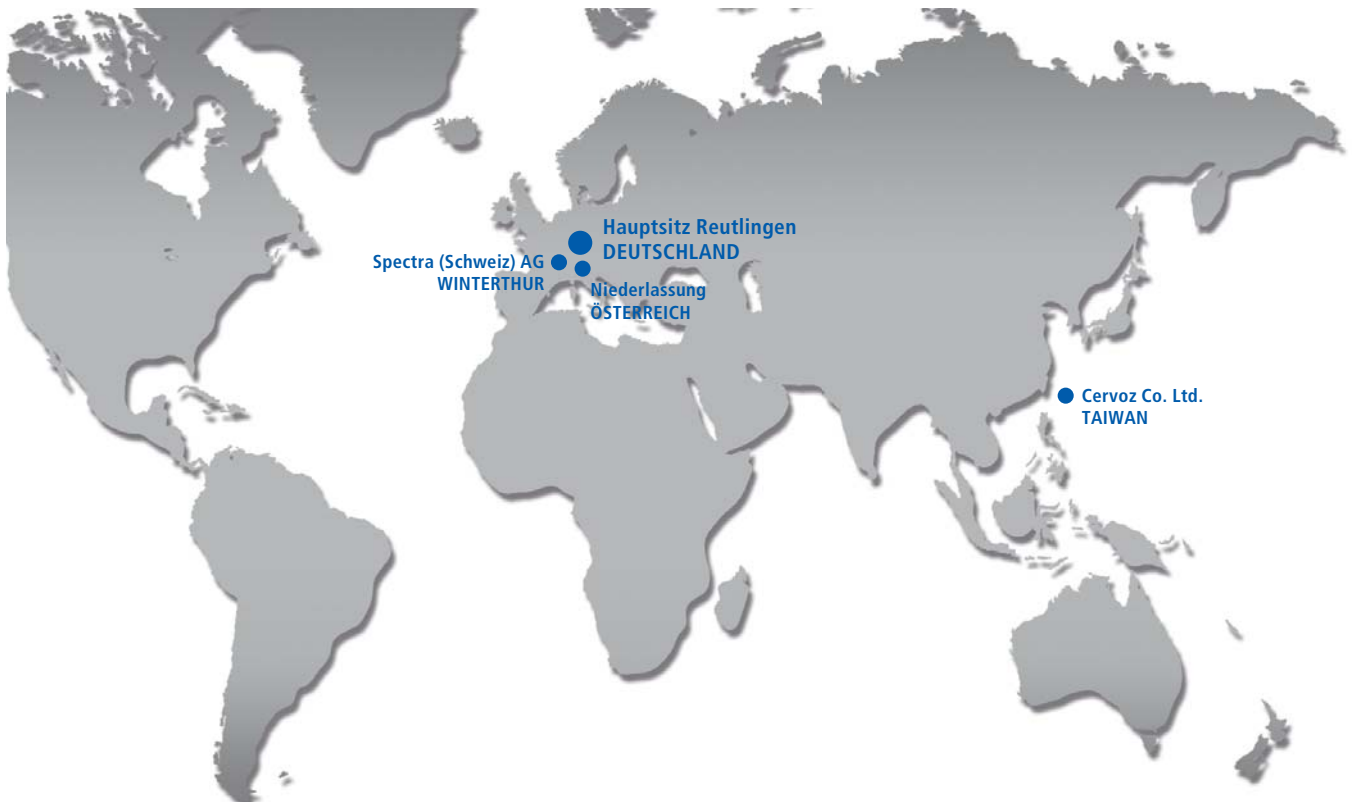 Hauptsitz Reutlingen
DEUTSCHLAND
Spectra (Schweiz) AG
WINTERTHUR
Niederlassung
ÖSTERREICH
Cervoz Co. Ltd.
TAIWAN